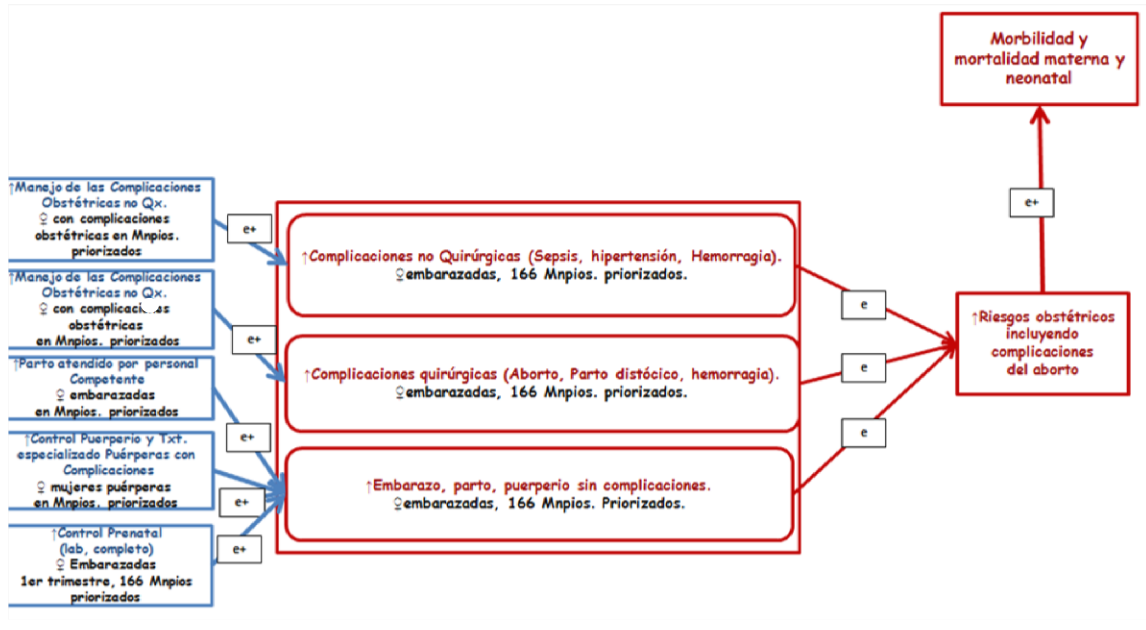 Morbilidad y
mortalidad materna y
neonatal
e+
↑Manejo de las Complicaciones
Obstétricas no Qx.
♀ con complicaciones
obstétricas en Mnpios.
priorizados
e+
↑Manejo de las Complicaciones
Obstétricas no Qx.
♀ con
obstétricas
en Mnpios. priorizados
e+
↑Parto atendido por personal
Competente
♀ embarazadas
en Mnpios. priorizados
e+
↑Control Puerperio y Txt.
especializado Puérperas con
Complicaciones
♀ mujeres puérperas
en Mnpios. priorizados
e+
↑Control Prenatal
(lab, completo)
♀ Embarazadas
1er trimestre, 166 Mnpios
priorizados
e+
↑Complicaciones no Quirúrgicas (Sepsis, hipertensión, Hemorragia).
♀embarazadas, 166 Mnpios. priorizados.
e
↑Complicaciones quirúrgicas (Aborto, Parto distócico, hemorragia).
♀embarazadas, 166 Mnpios. priorizados.
e
↑Embarazo, parto, puerperio sin complicaciones.
♀embarazadas, 166 Mnpios. Priorizados.
e
↑Riesgos obstétricos
incluyendo
complicaciones
del aborto